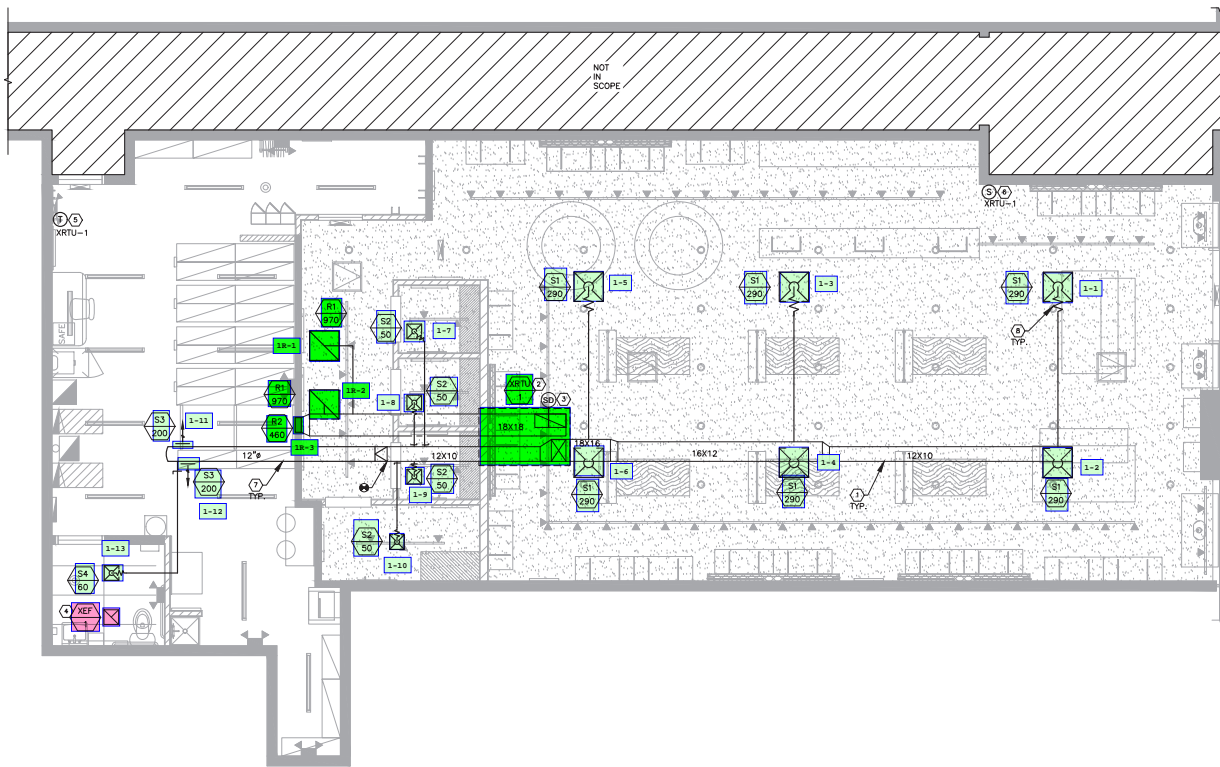 NOT
IN
SCOPE
T
5
XRTU-1
S
6
XRTU-1
S1
290
1-5
S1
290
1-3
S1
290
1-1
R1
970
1R-1
S2
50
1-7
8
TYP.
R1
970
1R-2
S2
50
1-8
XRTU
1
2
SD
3
S3
200
1-11
R2
460
1R-3
18X18
18X16
12"ø
12X10
16X12
12X10
1-6
1-4
1-2
7
TYP.
S3
200
1-12
S2
50
1-9
S1
290
S1
290
1
TYP.
S1
290
S2
50
1-10
1-13
S4
60
4
XEF
1
SAFE